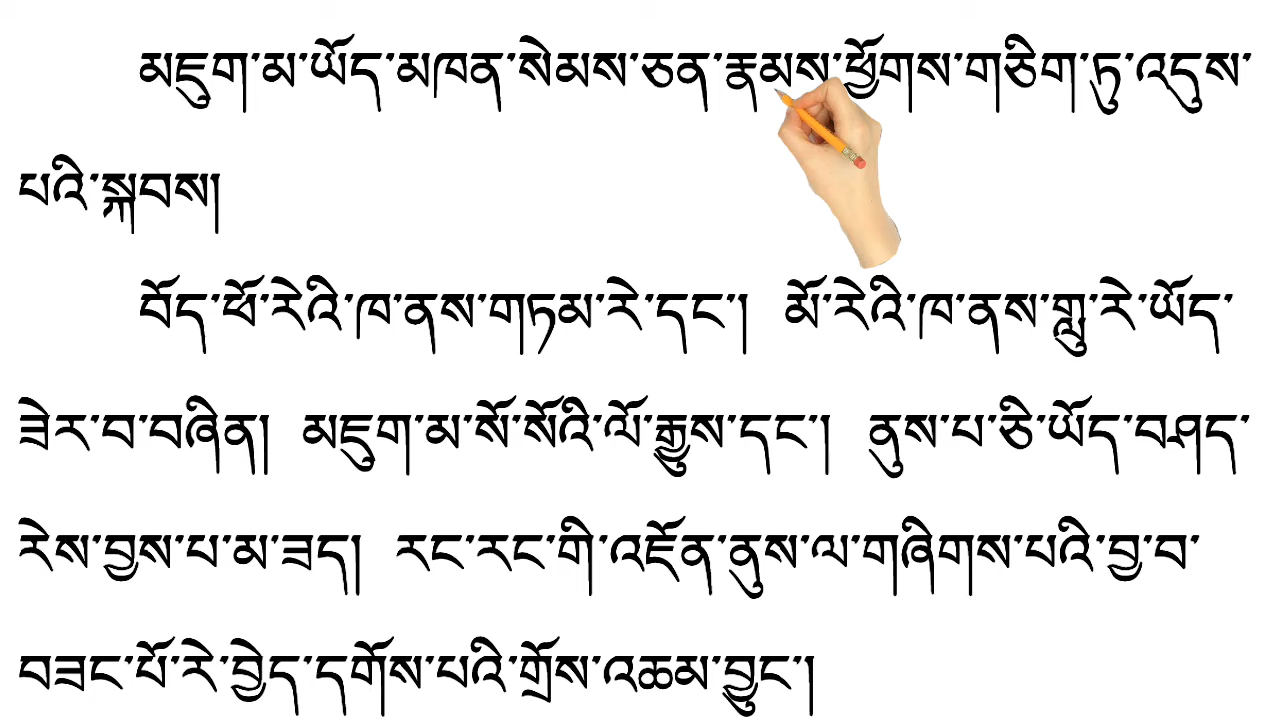 མཇུག་མ་ཡོད་མཁན་སེམས་ཅན་རྣམས་ཕྱོགས་གཅིག་ཏུ་འདུས་
པའི་སྐབས།
བོད་ཕོ་རེའི་ཁ་ནས་གཏམ་རེ་དང་། མོ་རེའི་ཁ་ནས་གླུ་རེ་ཡོད་
ཟེར་བ་བཞིན། མཇུག་མ་སོ་སོའི་ལོ་རྒྱུས་དང་། ནུས་པ་ཅི་ཡོད་བཤད་
རེས་བྱས་པ་མ་ཟད། རང་རང་གི་འཇོན་ནུས་ལ་གཞིགས་པའི་བྱ་བ་
བཟང་པོ་རེ་བྱེད་དགོས་པའི་གྲོས་འཆམ་བྱུང་།